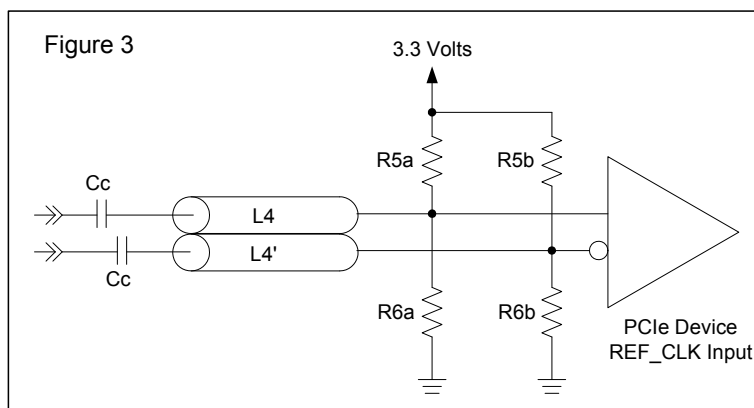 Figure 3
3.3 Volts
R5a
R5b
Cc
L4
L4'
Cc
R6a
R6b
PCIe Device
REF_CLK Input